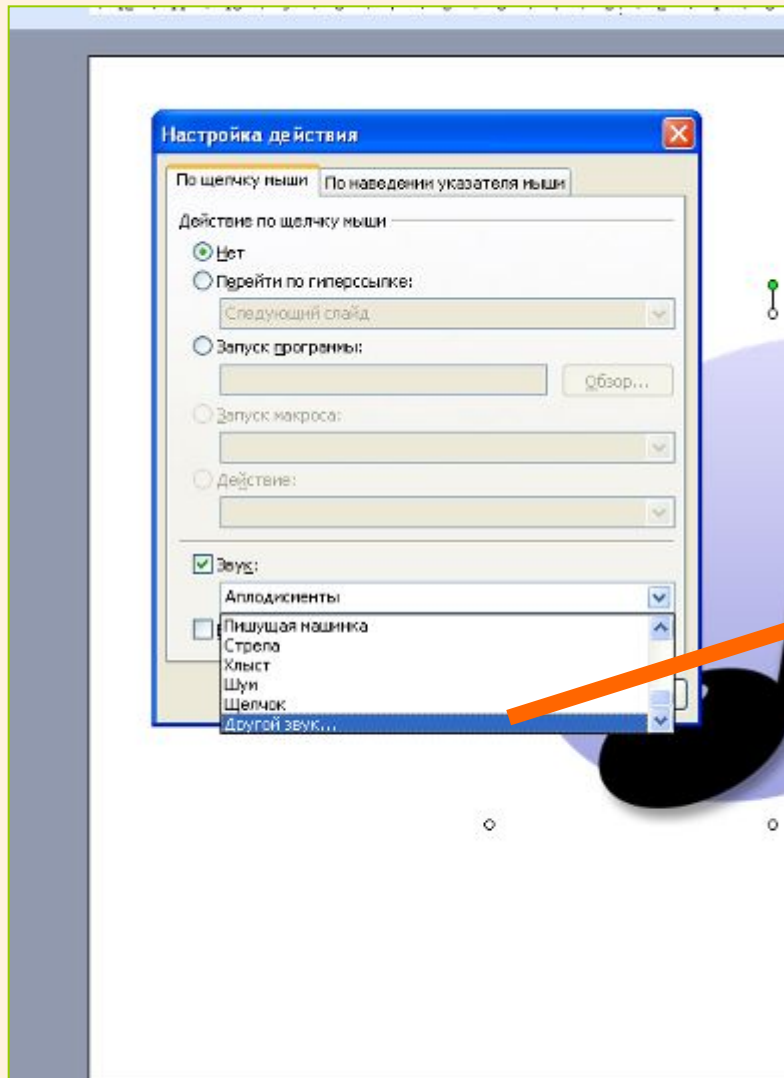 Настройка действия
По щелчку мыши
По наведении указателя мыши
Действие по щелчку мыши
Нет
Перейти по гиперссылке:
Следующий слайд
Запуск программы:
Обзор...
Запуск макроса:
Действие:
Звук:
Аплодисменты
Пишущая машинка
Стрела
Хлыст
Шум
Щелчок
Другой звук...